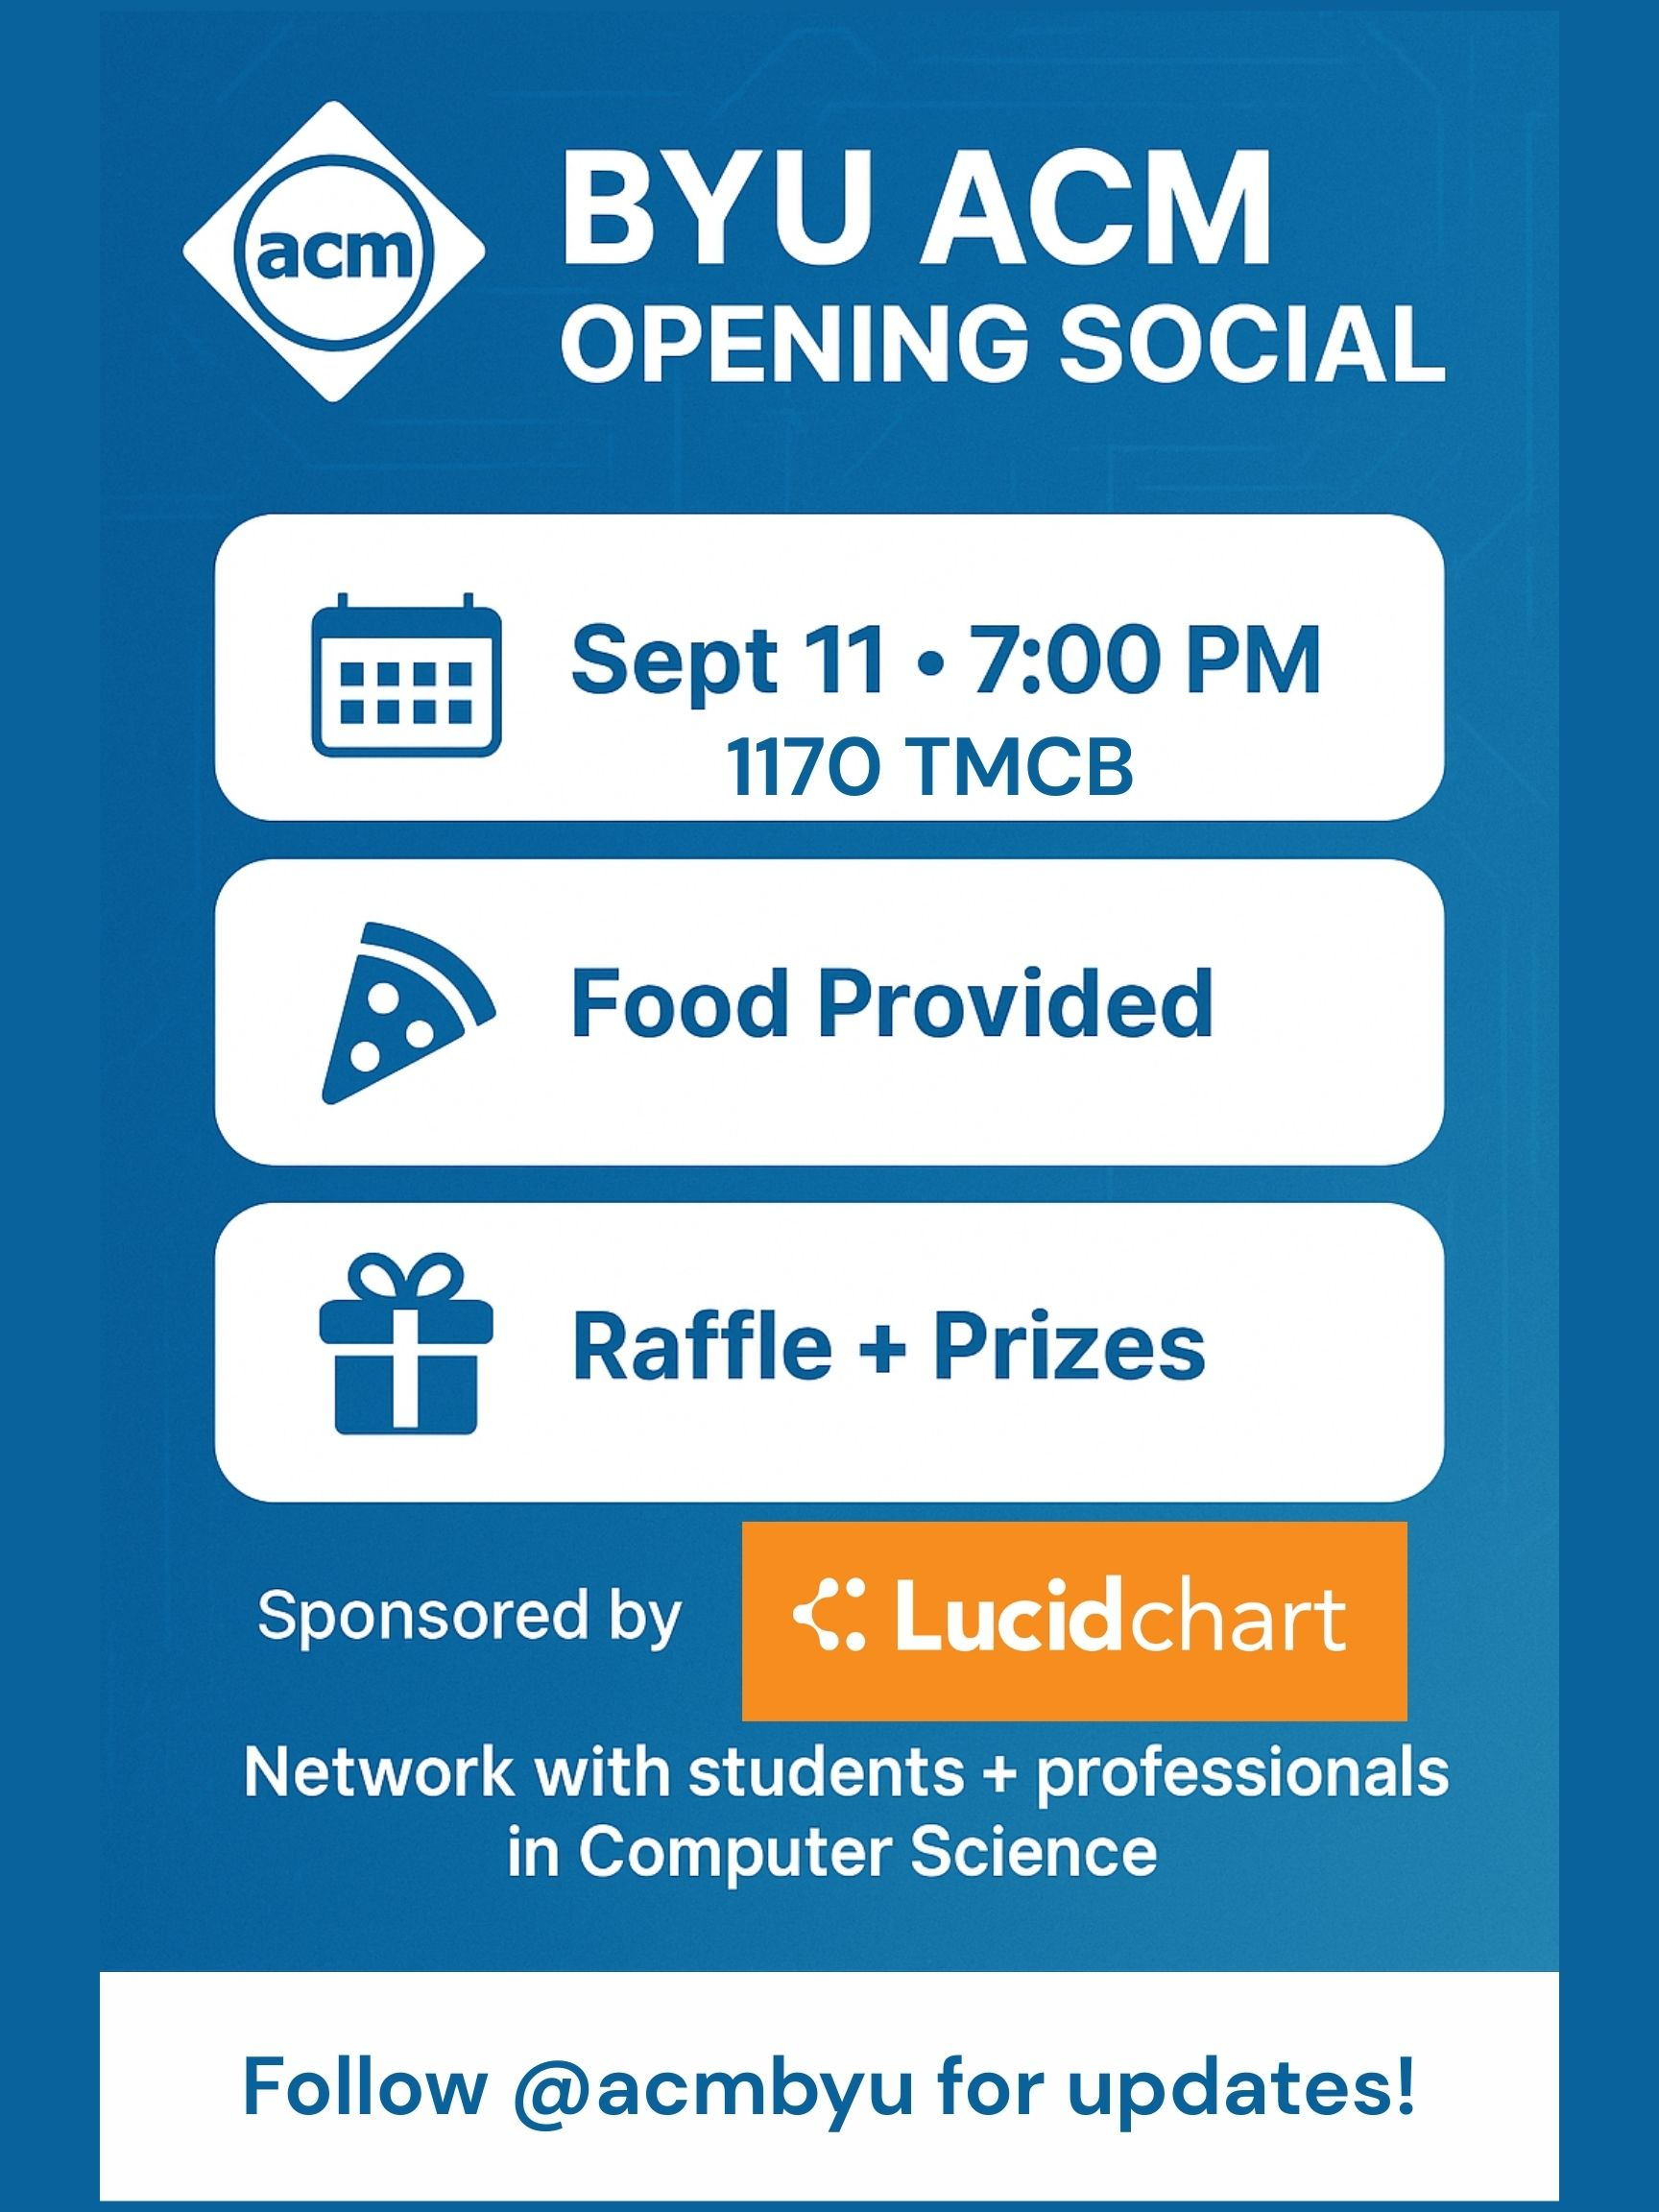 acm
BYU ACM
OPENING SOCIAL
Sept 11 • 7:00 PM
1170 TMCB
Food Provided
Raffle + Prizes
Sponsored by
Lucidchart
Network with students + professionals
in Computer Science
Follow @acmbyu for updates!